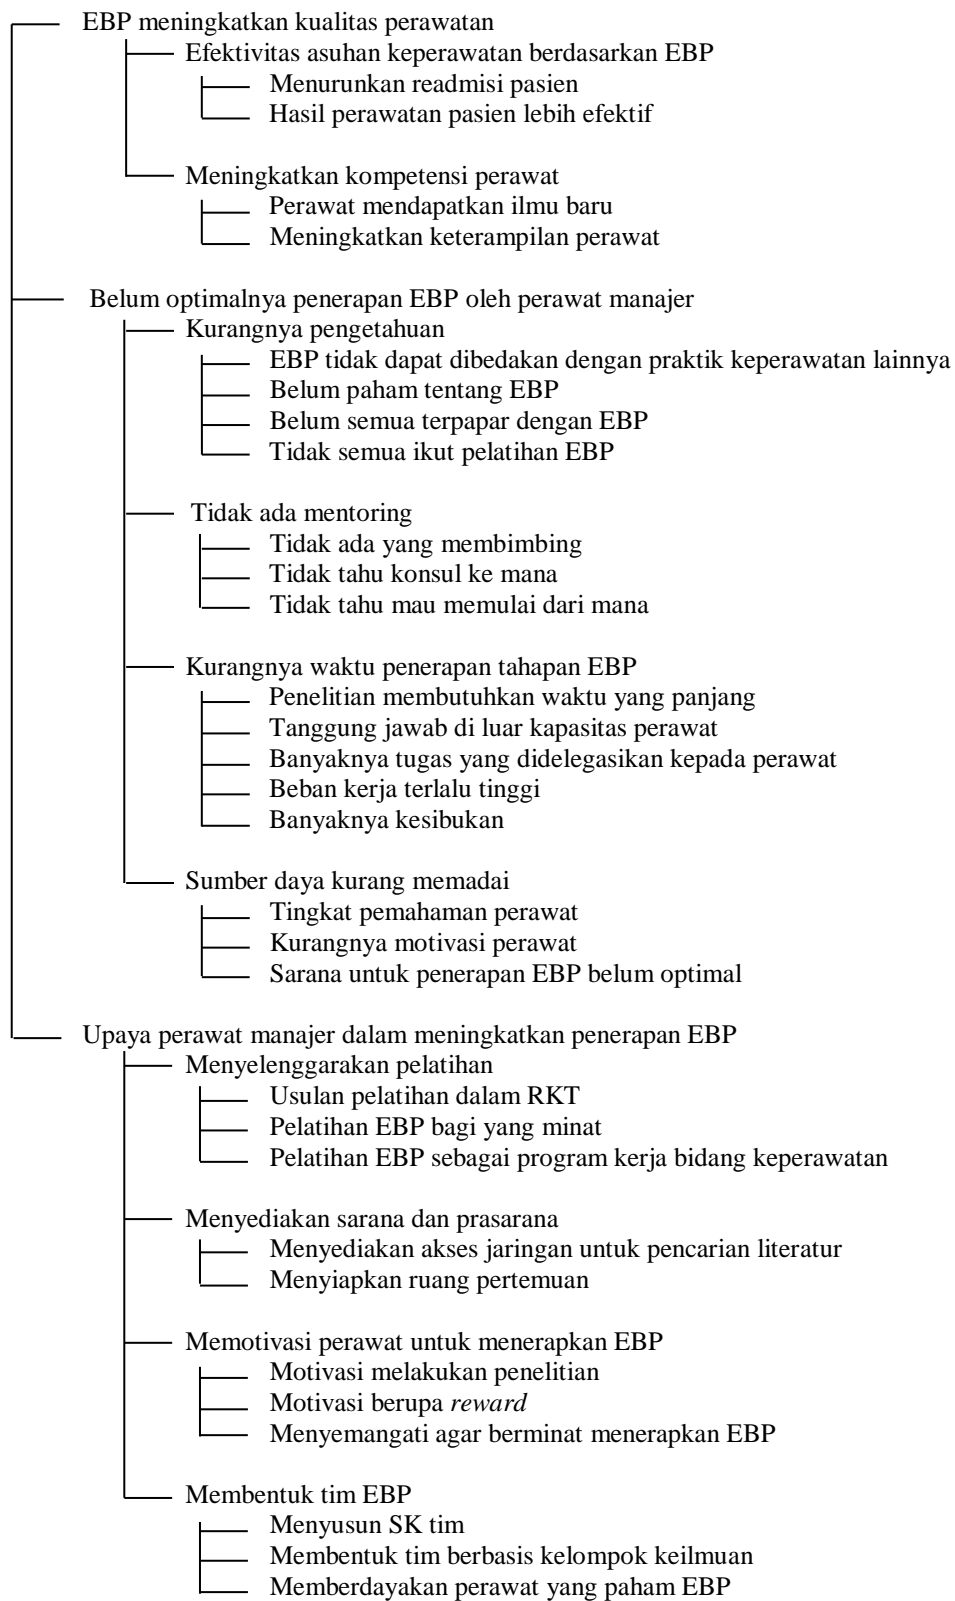 EBP meningkatkan kualitas perawatan
Efektivitas asuhan keperawatan berdasarkan EBP
Menurunkan readmisi pasien
Hasil perawatan pasien lebih efektif
Meningkatkan kompetensi perawat
Perawat mendapatkan ilmu baru
Meningkatkan keterampilan perawat
Belum optimalnya penerapan EBP oleh perawat manajer
Kurangnya pengetahuan
EBP tidak dapat dibedakan dengan praktik keperawatan lainnya
Belum paham tentang EBP
Belum semua terpapar dengan EBP
Tidak semua ikut pelatihan EBP
Tidak ada mentoring
Tidak ada yang membimbing
Tidak tahu konsul ke mana
Tidak tahu mau memulai dari mana
Kurangnya waktu penerapan tahapan EBP
Penelitian membutuhkan waktu yang panjang
Tanggung jawab di luar kapasitas perawat
Banyaknya tugas yang didelegasikan kepada perawat
Beban kerja terlalu tinggi
Banyaknya kesibukan
Sumber daya kurang memadai
Tingkat pemahaman perawat
Kurangnya motivasi perawat
Sarana untuk penerapan EBP belum optimal
Upaya perawat manajer dalam meningkatkan penerapan EBP
Menyelenggarakan pelatihan
Usulan pelatihan dalam RKT
Pelatihan EBP bagi yang minat
Pelatihan EBP sebagai program kerja bidang keperawatan
Menyediakan sarana dan prasarana
Menyediakan akses jaringan untuk pencarian literatur
Menyiapkan ruang pertemuan
Memotivasi perawat untuk menerapkan EBP
Motivasi melakukan penelitian
Motivasi berupa reward
Menyemangati agar berminat menerapkan EBP
Membentuk tim EBP
Menyusun SK tim
Membentuk tim berbasis kelompok keilmuan
Memberdayakan perawat yang paham EBP